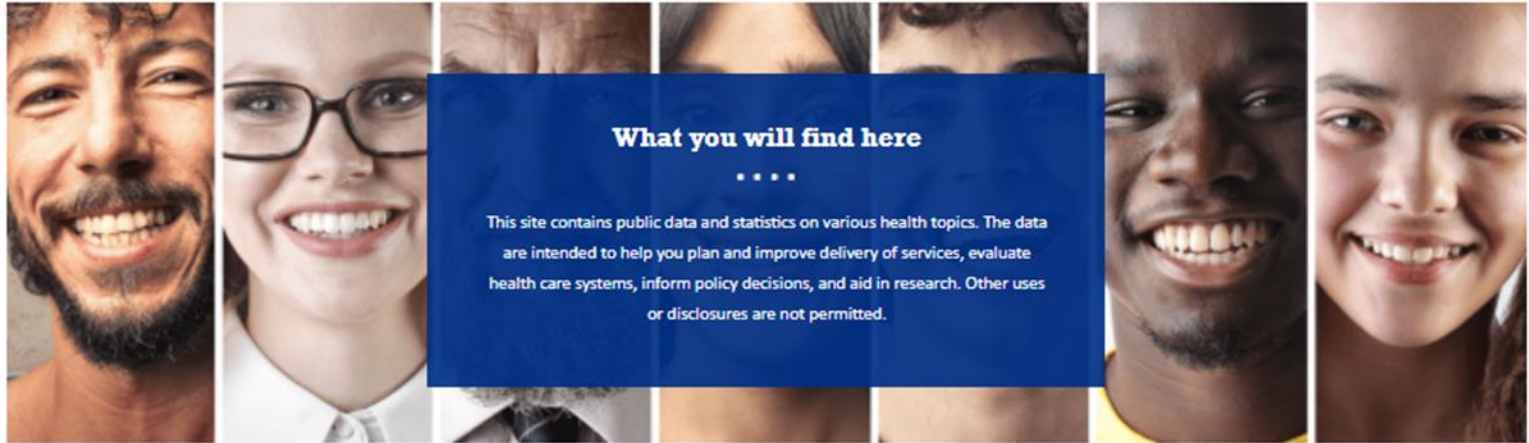 What you will find here
This site contains public data and statistics on various health topics. The data
are intended to help you plan and improve delivery of services, evaluate
health care systems, inform policy decisions, and aid in research. Other uses
or disclosures are not permitted.